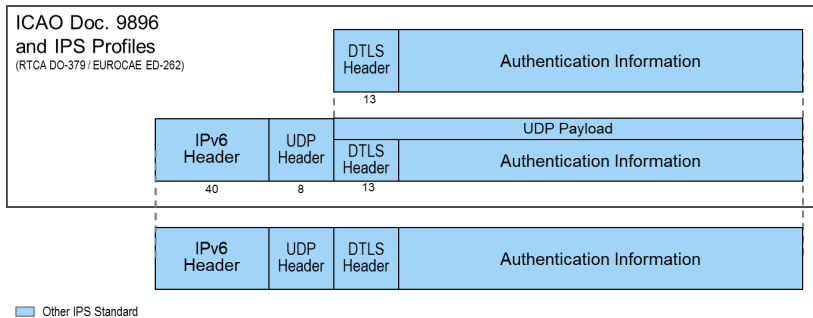 ICAO Doc. 9896
and IPS Profiles
(RTCA DO-379 / EUROCAE ED-262)
DTLS
Header
Authentication Information
13
UDP Payload
IPv6
Header
UDP
Header
DTLS
Header
Authentication Information
40
8
13
IPv6
Header
UDP
Header
DTLS
Header
Authentication Information
Other IPS Standard